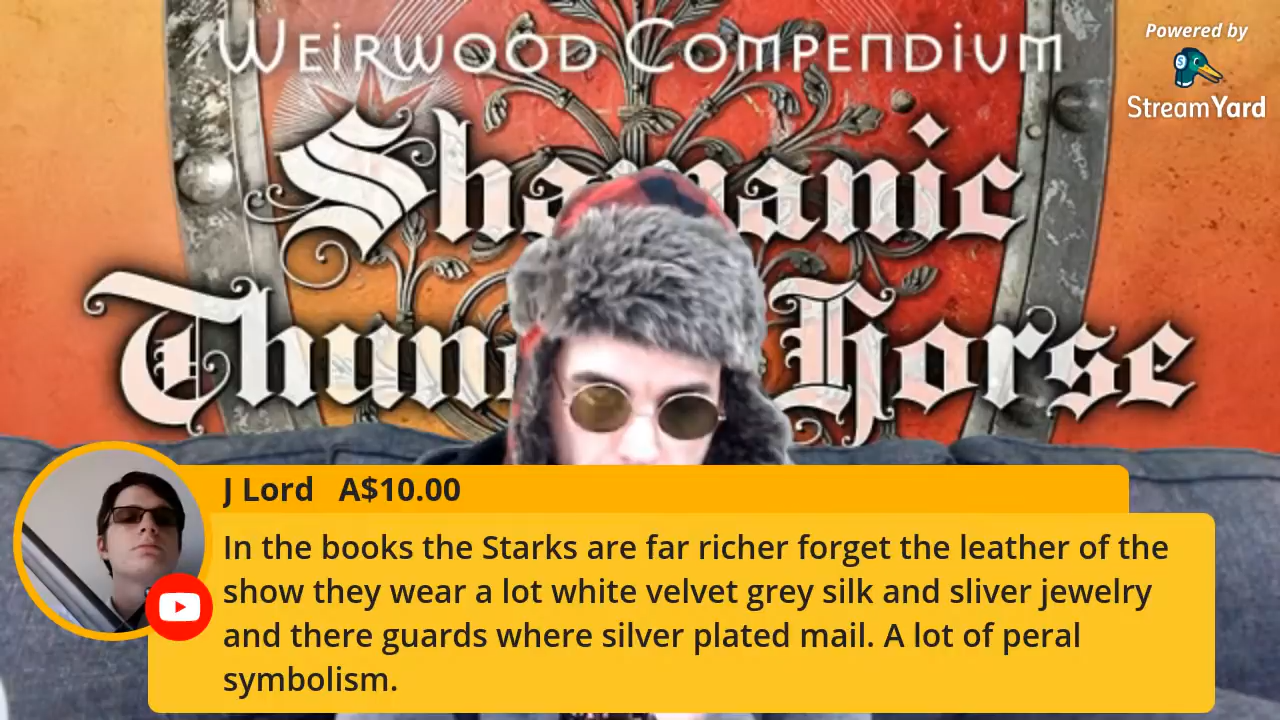 Weirwood Compendium
Powered by
StreamYard
Shamanic
Horse
J Lord A$10.00
In the books the Starks are far richer forget the leather of the
show they wear a lot white velvet grey silk and sliver jewelry
and there guards where silver plated mail. A lot of peral
symbolism.